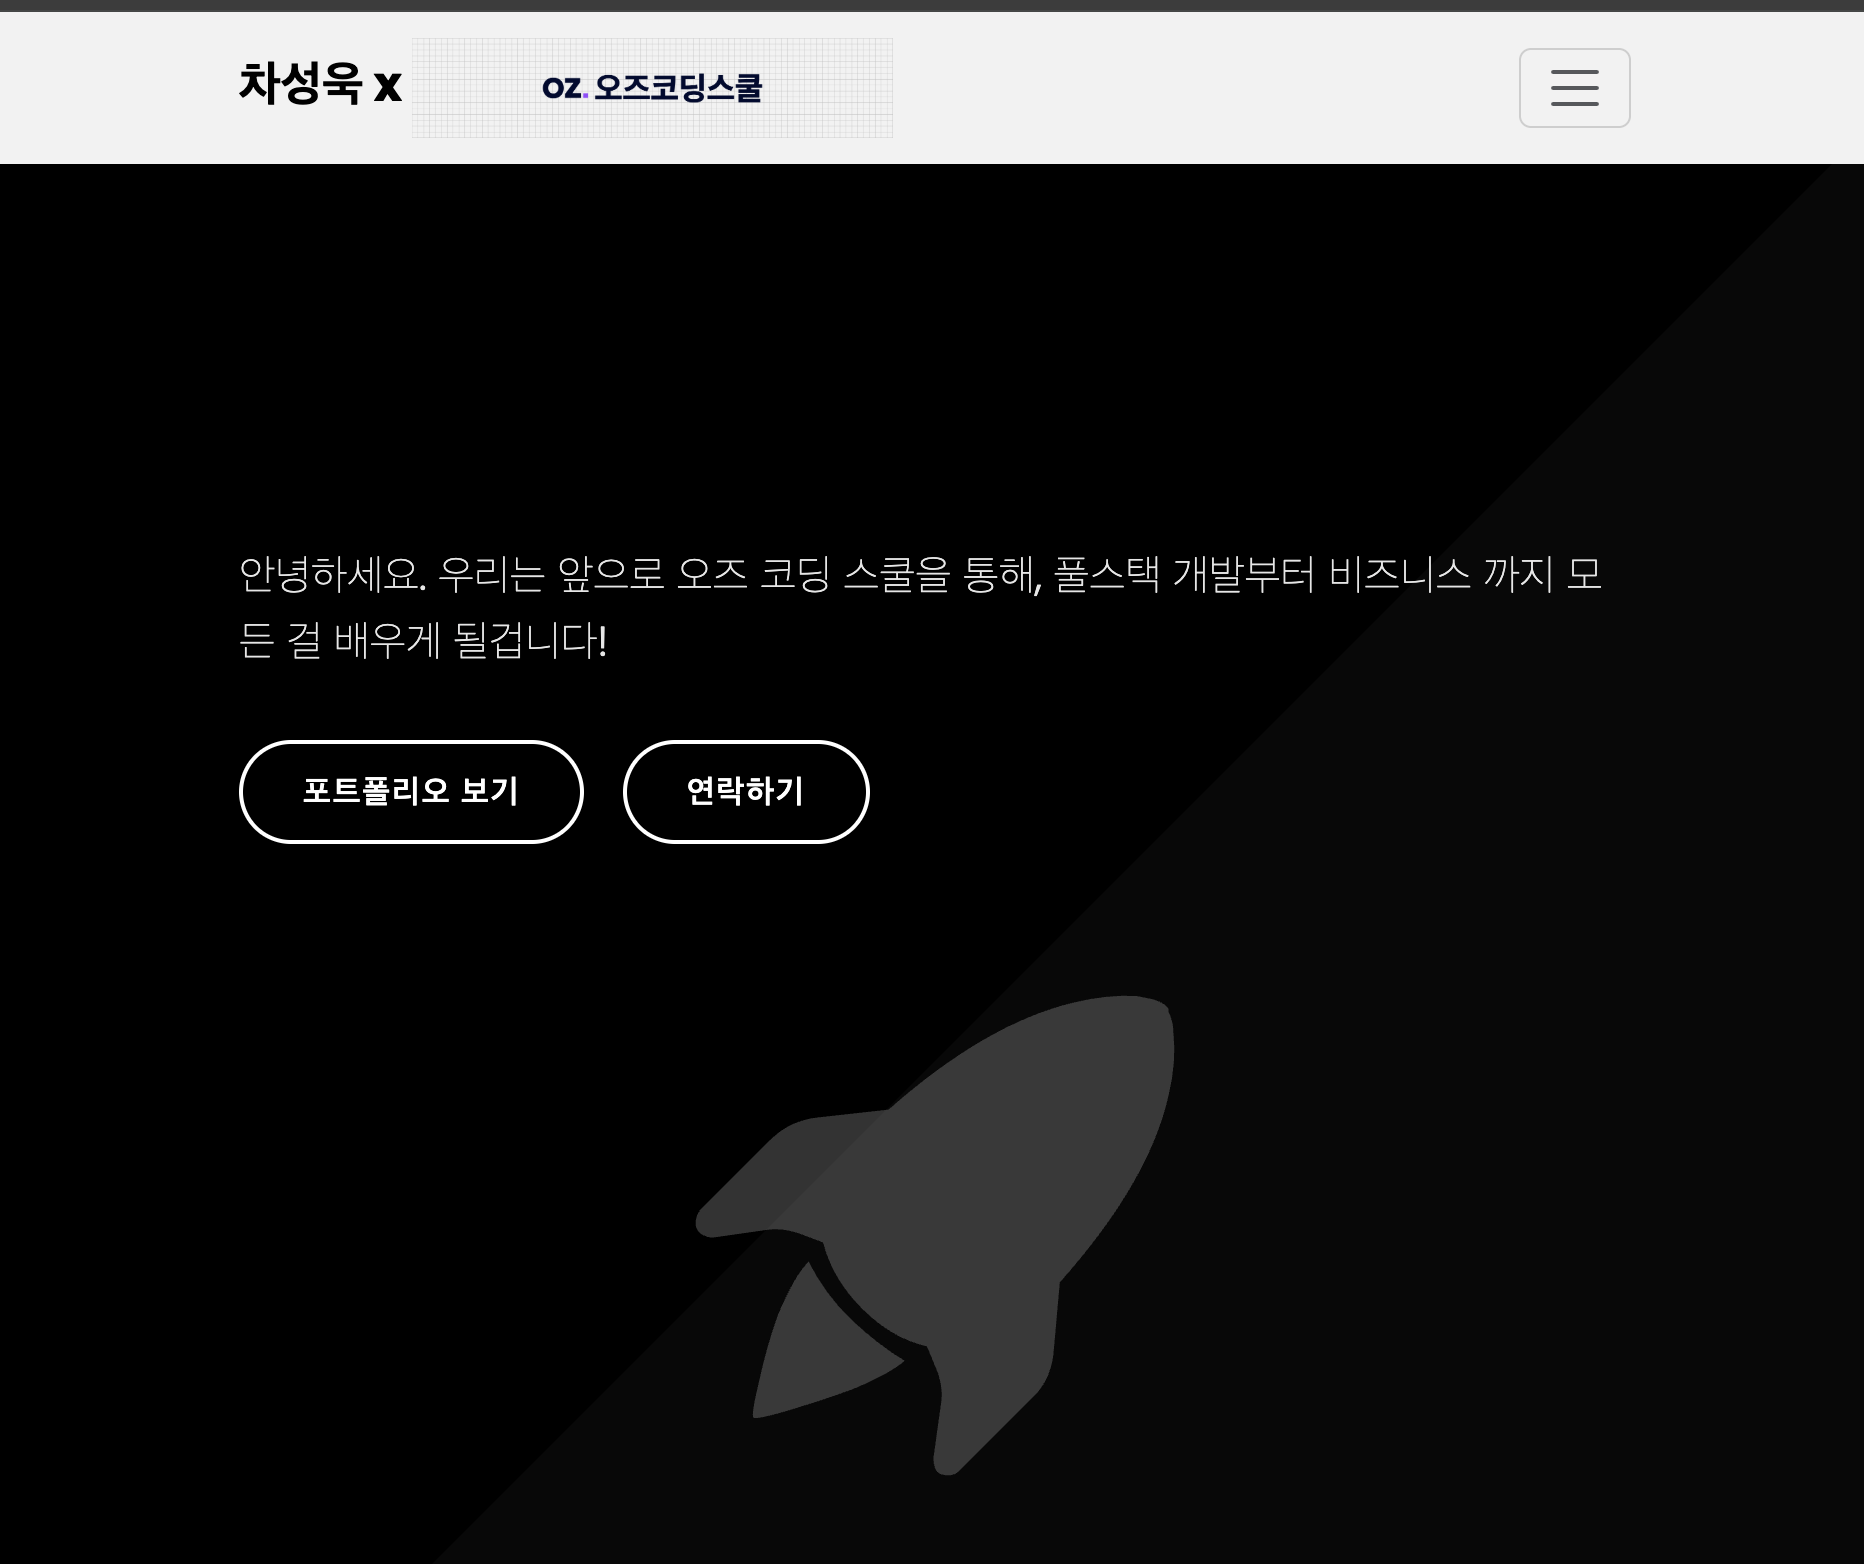 차성욱 x oz. 오즈코딩스쿨
안녕하세요. 우리는 앞으로 오즈 코딩 스쿨을 통해, 풀스택 개발부터 비즈니스 까지 모
든 걸 배우게 될겁니다!
포트폴리오 보기 연락하기